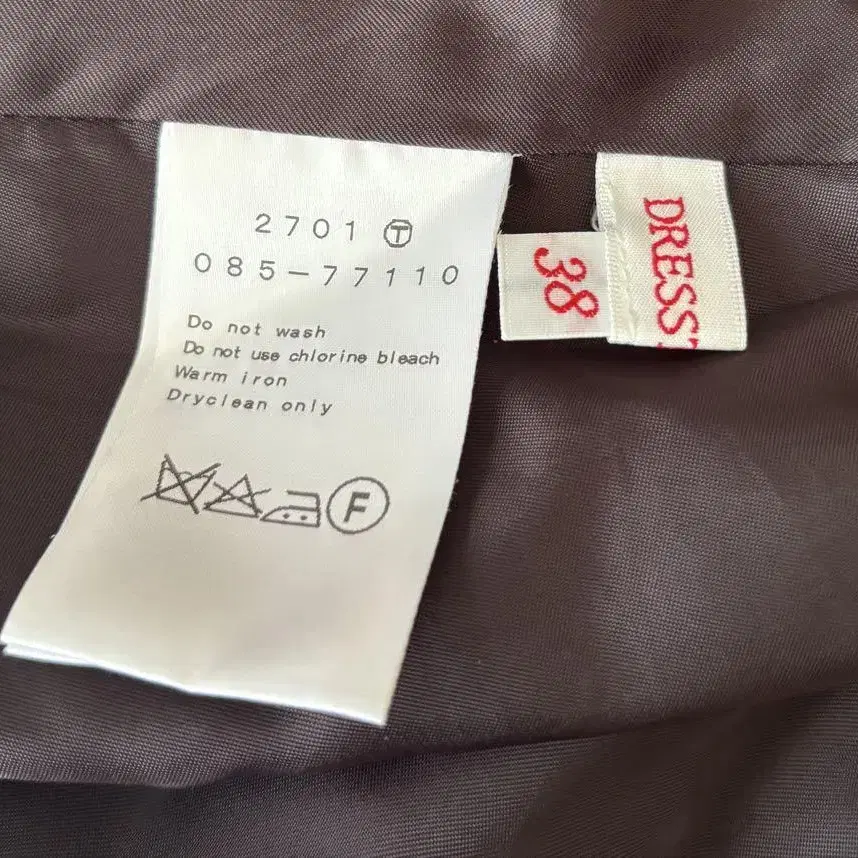 2701 Ⓣ
085-77110
Do not wash
Do not use chlorine bleach
Warm iron
Dryclean only
F
38
DRESS